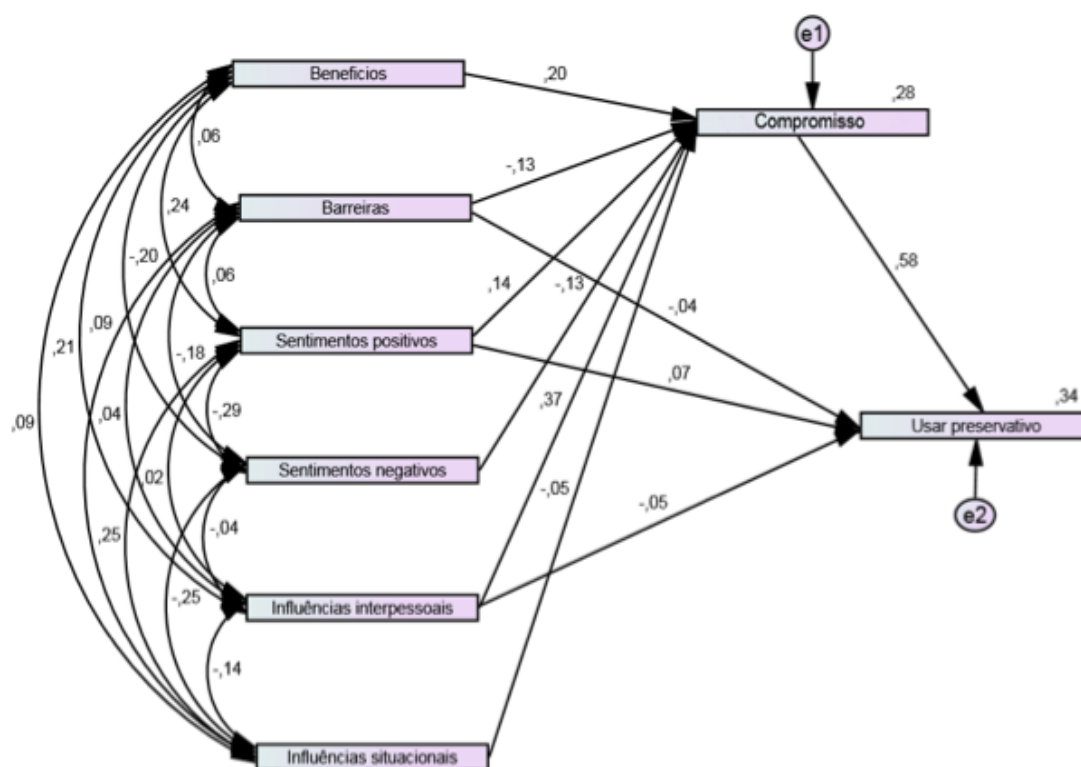 e1
Beneficios
,20
,28
Compromisso
,06
-,13
,24
Barreiras
-,20
,06
,58
,14
-,13
-,04
,09
,21
Sentimentos positivos
-,18
,07
,34
-,29
,37
,09
,04
Usar preservativo
Sentimentos negativos
,02
-,05
-,05
-,04
e2
,25
-,25
Influências interpessoais
-,14
Influências situacionais